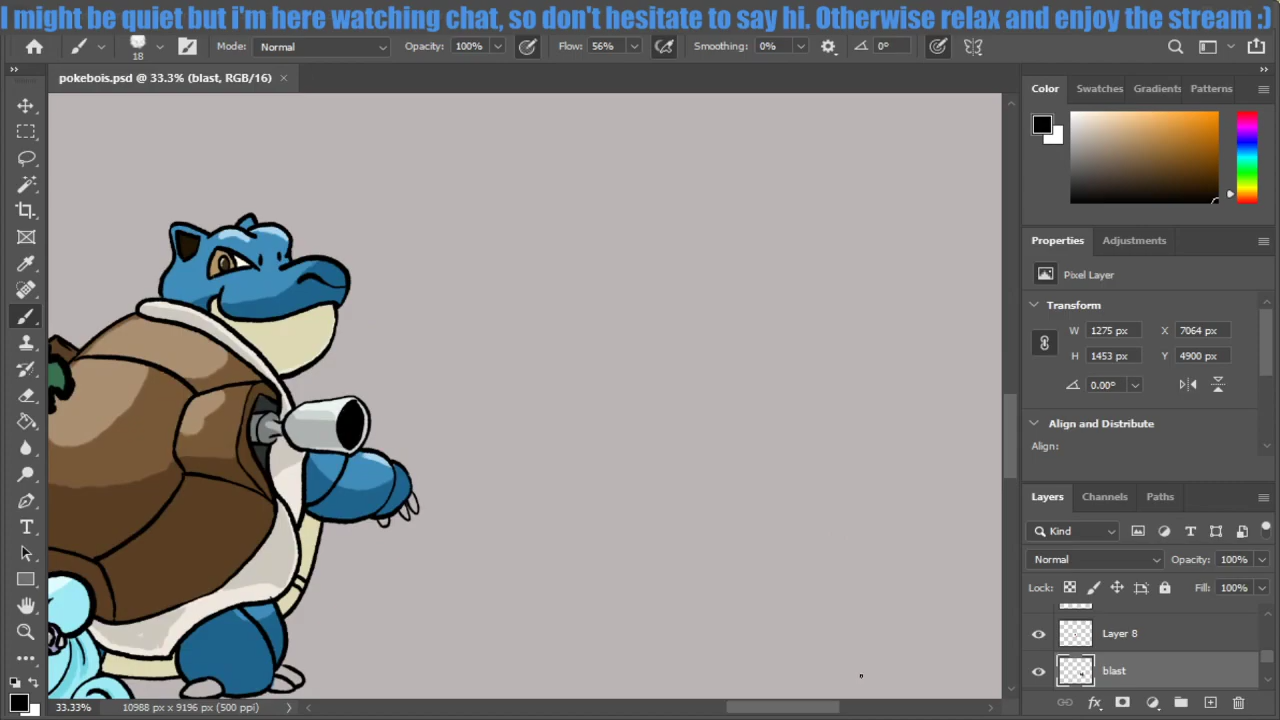 I might be quiet but i'm here watching chat, so don't hesitate to say hi. Otherwise relax and enjoy the stream :)
18 Mode: Normal Opacity: 100% Flow: 56% Smoothing: 0% 0°
pokebois.psd @ 33.3% (blast, RGB/16)
Color Swatches Gradients Patterns
Properties Adjustments
Pixel Layer
Transform
W 1275 px X 7064 px
H 1453 px Y 4900 px
0.00°
Align and Distribute
Align:
Layers Channels Paths
Kind
Normal Opacity: 100%
Lock: Fill: 100%
Layer 8
blast
fx
33.33% 10988 px x 9196 px (500 ppi)